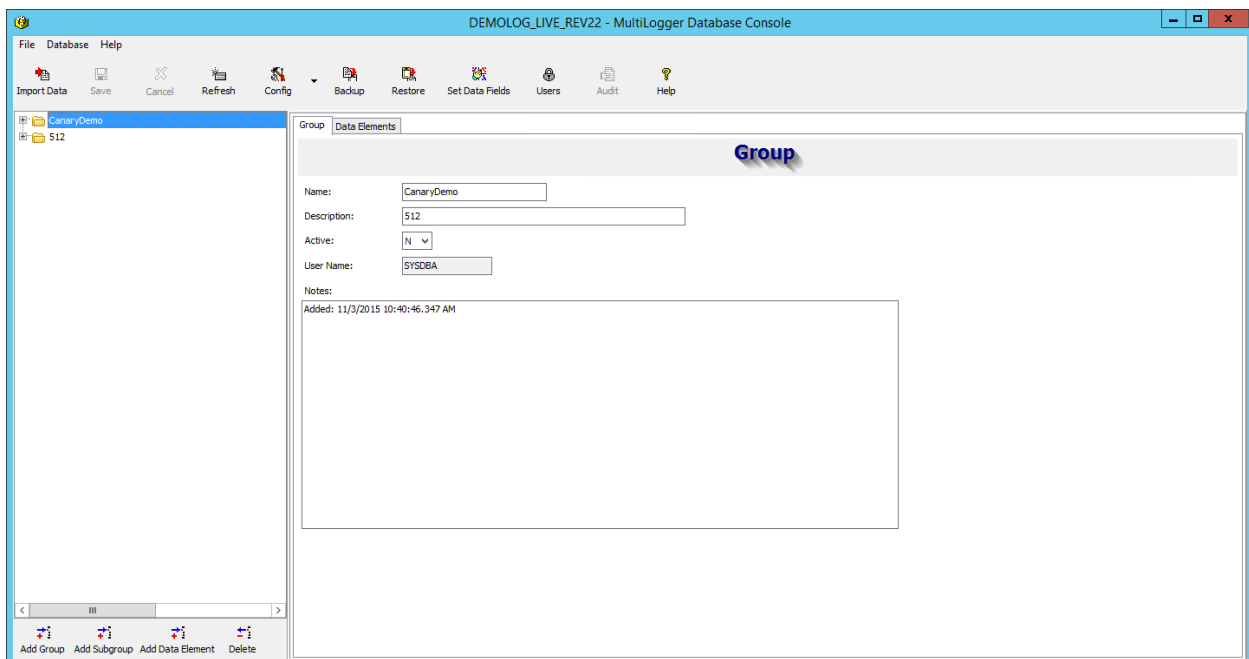 DEMOLOG_LIVE_REV22 - MultiLogger Database Console
File Database Help
Import Data Save Cancel Refresh Config Backup Restore Set Data Fields Users Audit Help
CanaryDemo
512
Group Data Elements
Group
Name: CanaryDemo
Description: 512
Active: N
User Name: SYSDBA
Notes:
Added: 11/3/2015 10:40:46.347 AM
Add Group Add Subgroup Add Data Element Delete